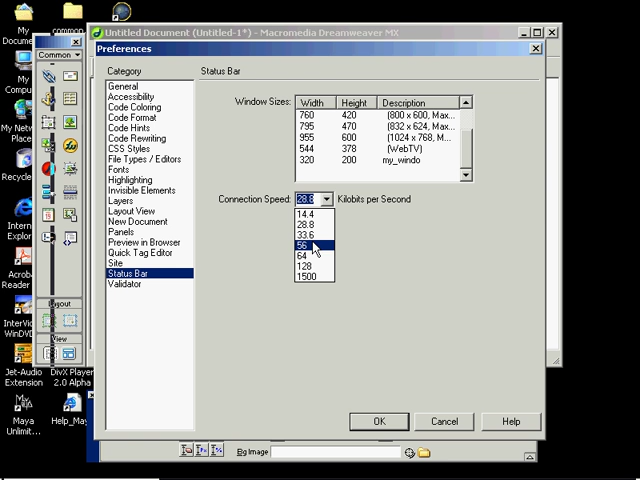 My
Docume
common_
Untitled Document (Untitled-1*) - Macromedia Dreamweaver MX
Common
Preferences
Category
Status Bar
General
Accessibility
Code Coloring
Code Format
Code Hints
Code Rewriting
CSS Styles
File Types / Editors
Fonts
Highlighting
Invisible Elements
Layers
Layout View
New Document
Panels
Preview in Browser
Quick Tag Editor
Site
Status Bar
Validator
Window Sizes:
Width Height Description
760 420 (800 x 600, Max...
795 470 (832 x 624, Max...
955 600 (1024 x 768, M...
544 378 (WebTV)
320 200 my_windo
Connection Speed: 28.8 Kilobits per Second
14.4
28.8
33.6
56
64
128
1500
OK Cancel Help
My
Compu
My Netw
Place
Recycle
Intern
Explor
Acroba
Reader
InterVi
WinDVD
Layout
View
Jet-Audio
Extension
DivX Player
2.0 Alpha
Maya
Unlimit...
Help_May
Bg Image